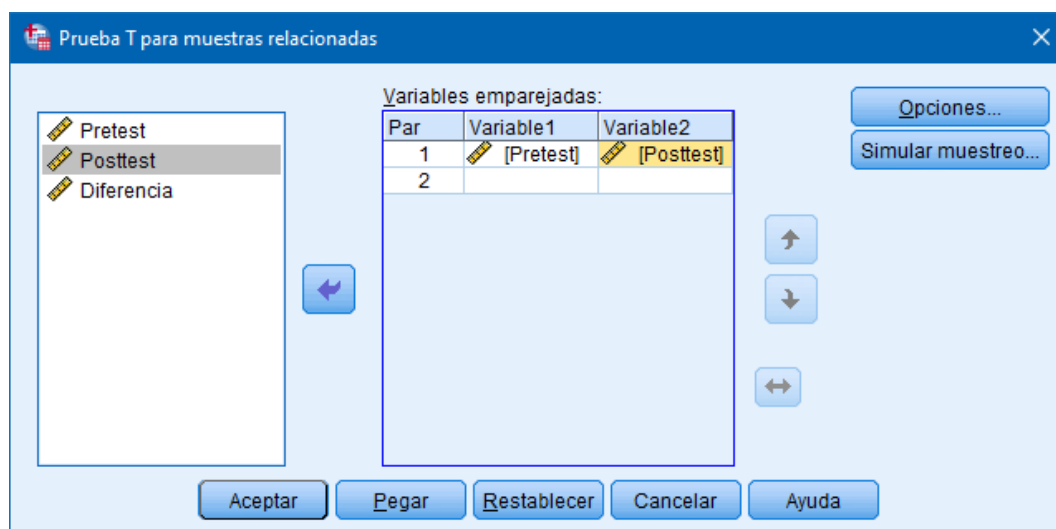 Prueba T para muestras relacionadas
Variables emparejadas:
Opciones...
Simular muestreo...
Pretest
Posttest
Diferencia
Par Variable1 Variable2
1 [Pretest] [Posttest]
2
Aceptar Pegar Restablecer Cancelar Ayuda